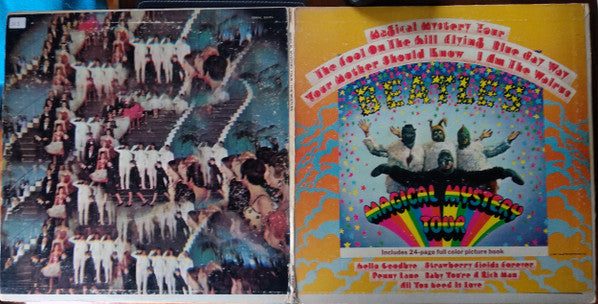 Magical Mystery Tour
The Fool On The Hill Flying Blue Jay Way
Your Mother Should Know I Am The Walrus
BEATLES
MAGICAL MYSTERY
TOUR
Includes 24-page full color picture book
Hello Goodbye Strawberry Fields Forever
Penny Lane Baby You're A Rich Man
All You Need Is Love